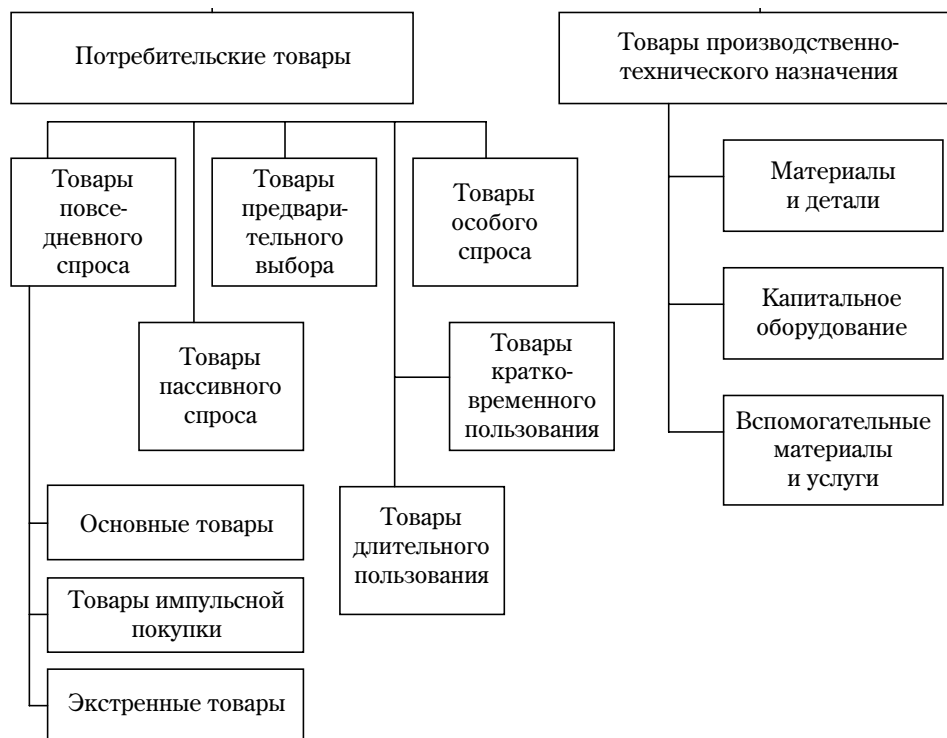 Потребительские товары
Товары производственно-
технического назначения
Товары
повсе-
дневного
спроса
Товары
предвари-
тельного
выбора
Товары
особого
спроса
Материалы
и детали
Капитальное
оборудование
Товары
пассивного
спроса
Товары
кратко-
временного
пользования
Вспомогательные
материалы
и услуги
Основные товары
Товары
длительного
пользования
Товары импульсной
покупки
Экстренные товары